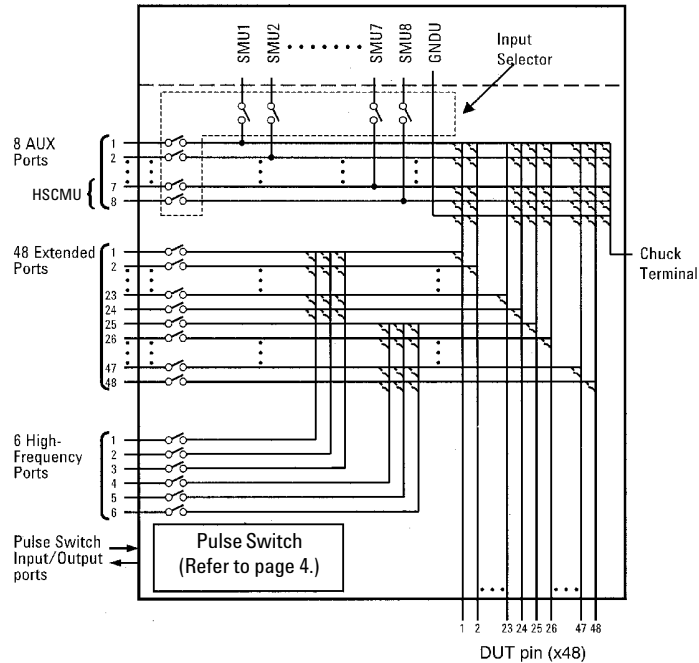 SMU1
SMU2
SMU7
SMU8
GNDU
Input
Selector
8 AUX
Ports
1
2
7
8
HSCMU
48 Extended
Ports
1
2
23
24
25
26
47
48
Chuck
Terminal
6 High-
Frequency
Ports
1
2
3
4
5
6
Pulse Switch
Input/Output
ports
Pulse Switch
(Refer to page 4.)
1 2 23 24 25 26 47 48
DUT pin (x48)